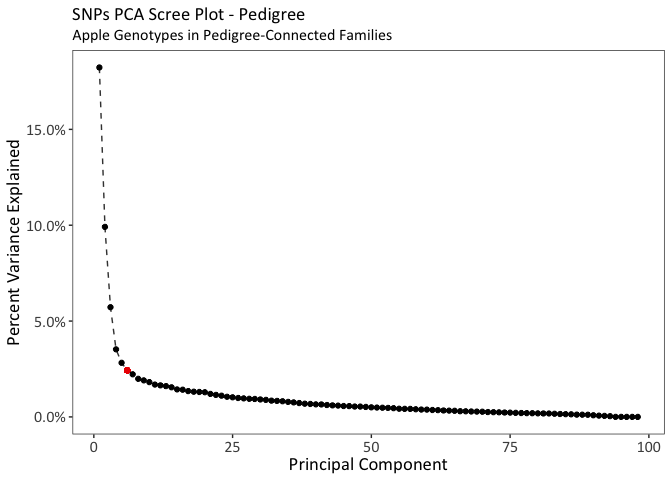 SNPs PCA Scree Plot - Pedigree
Apple Genotypes in Pedigree-Connected Families
Percent Variance Explained
15.0%
10.0%
5.0%
0.0%
0 25 50 75 100
Principal Component